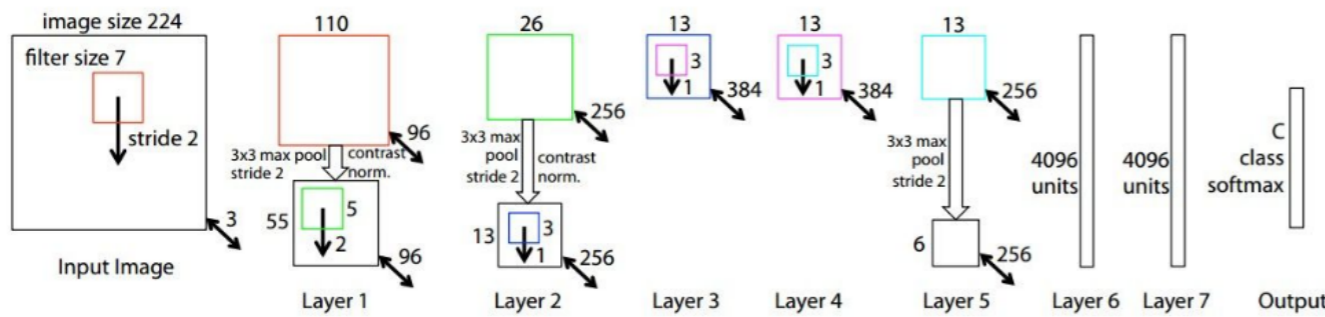 image size 224
filter size 7
stride 2
3
Input Image
110
96
3x3 max pool
stride 2
contrast
norm.
55
5
2
96
Layer 1
26
256
3x3 max
pool
stride 2
contrast
norm.
13
3
1
256
Layer 2
13
3
1
384
Layer 3
13
3
1
384
Layer 4
13
256
3x3 max
pool
stride 2
6
256
Layer 5
4096
units
Layer 6
4096
units
Layer 7
C
class
softmax
Output